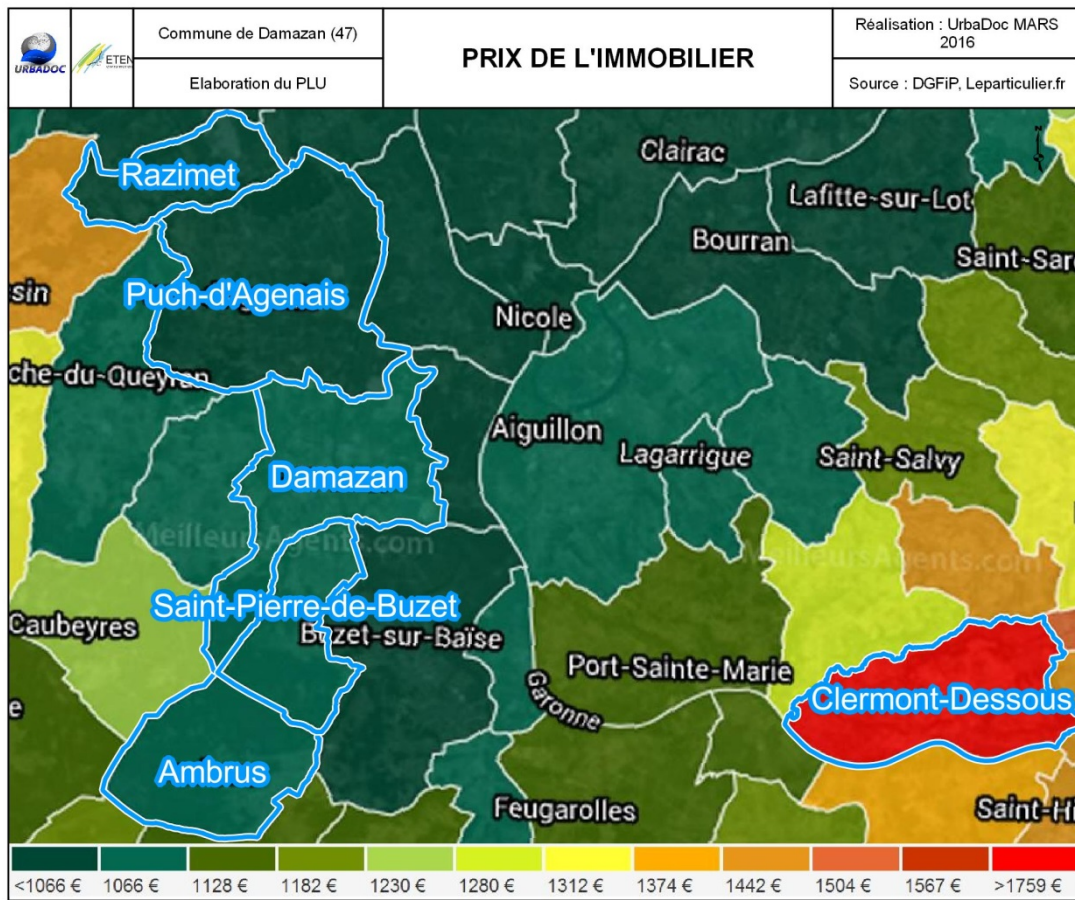 URBADOC
ETEN
Commune de Damazan (47)
Elaboration du PLU
PRIX DE L'IMMOBILIER
Réalisation : UrbaDoc MARS
2016
Source : DGFiP, Leparticulier.fr
N
Clairac
Razimet
Lafitte-sur-Lot
Bourran
Saint-Sar
sin
Puch-d'Agenais
Nicole
che-du-Queyran
Aiguillon
Lagarrigue
Saint-Salvy
Damazan
MeilleursAgents.com
MeilleursAgents.com
Saint-Pierre-de-Buzet
Caubeyres
Buzet-sur-Baïse
Port-Sainte-Marie
Garonne
Clermont-Dessous
e
Ambrus
Feugarolles
Saint-Hi
<1066 € 1066 € 1128 € 1182 € 1230 € 1280 € 1312 € 1374 € 1442 € 1504 € 1567 € >1759 €